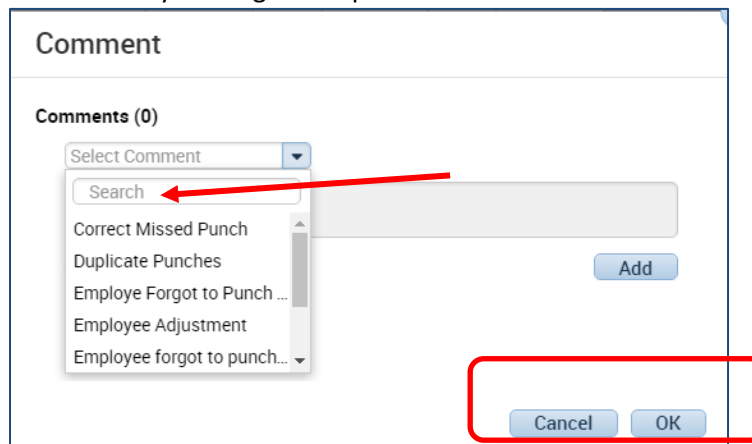 Comment
Comments (0)
Select Comment
Search
Correct Missed Punch
Duplicate Punches
Add
Employe Forgot to Punch ...
Employee Adjustment
Employee forgot to punch...
Cancel OK